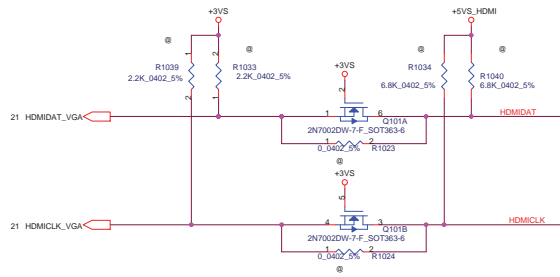 +3VS
+5VS_HDMI
@
@
@
@
R1039
2.2K_0402_5%
1
2
R1033
2.2K_0402_5%
2
1
+3VS
R1034
6.8K_0402_5%
1
2
R1040
6.8K_0402_5%
1
2
2
21 HDMIDAT_VGA
1
6
HDMIDAT
Q101A
2N7002DW-7-F_SOT363-6
1
2
0_0402_5%
R1023
@
+3VS
5
21 HDMICLK_VGA
4
3
HDMICLK
Q101B
2N7002DW-7-F_SOT363-6
1
2
0_0402_5%
R1024
@